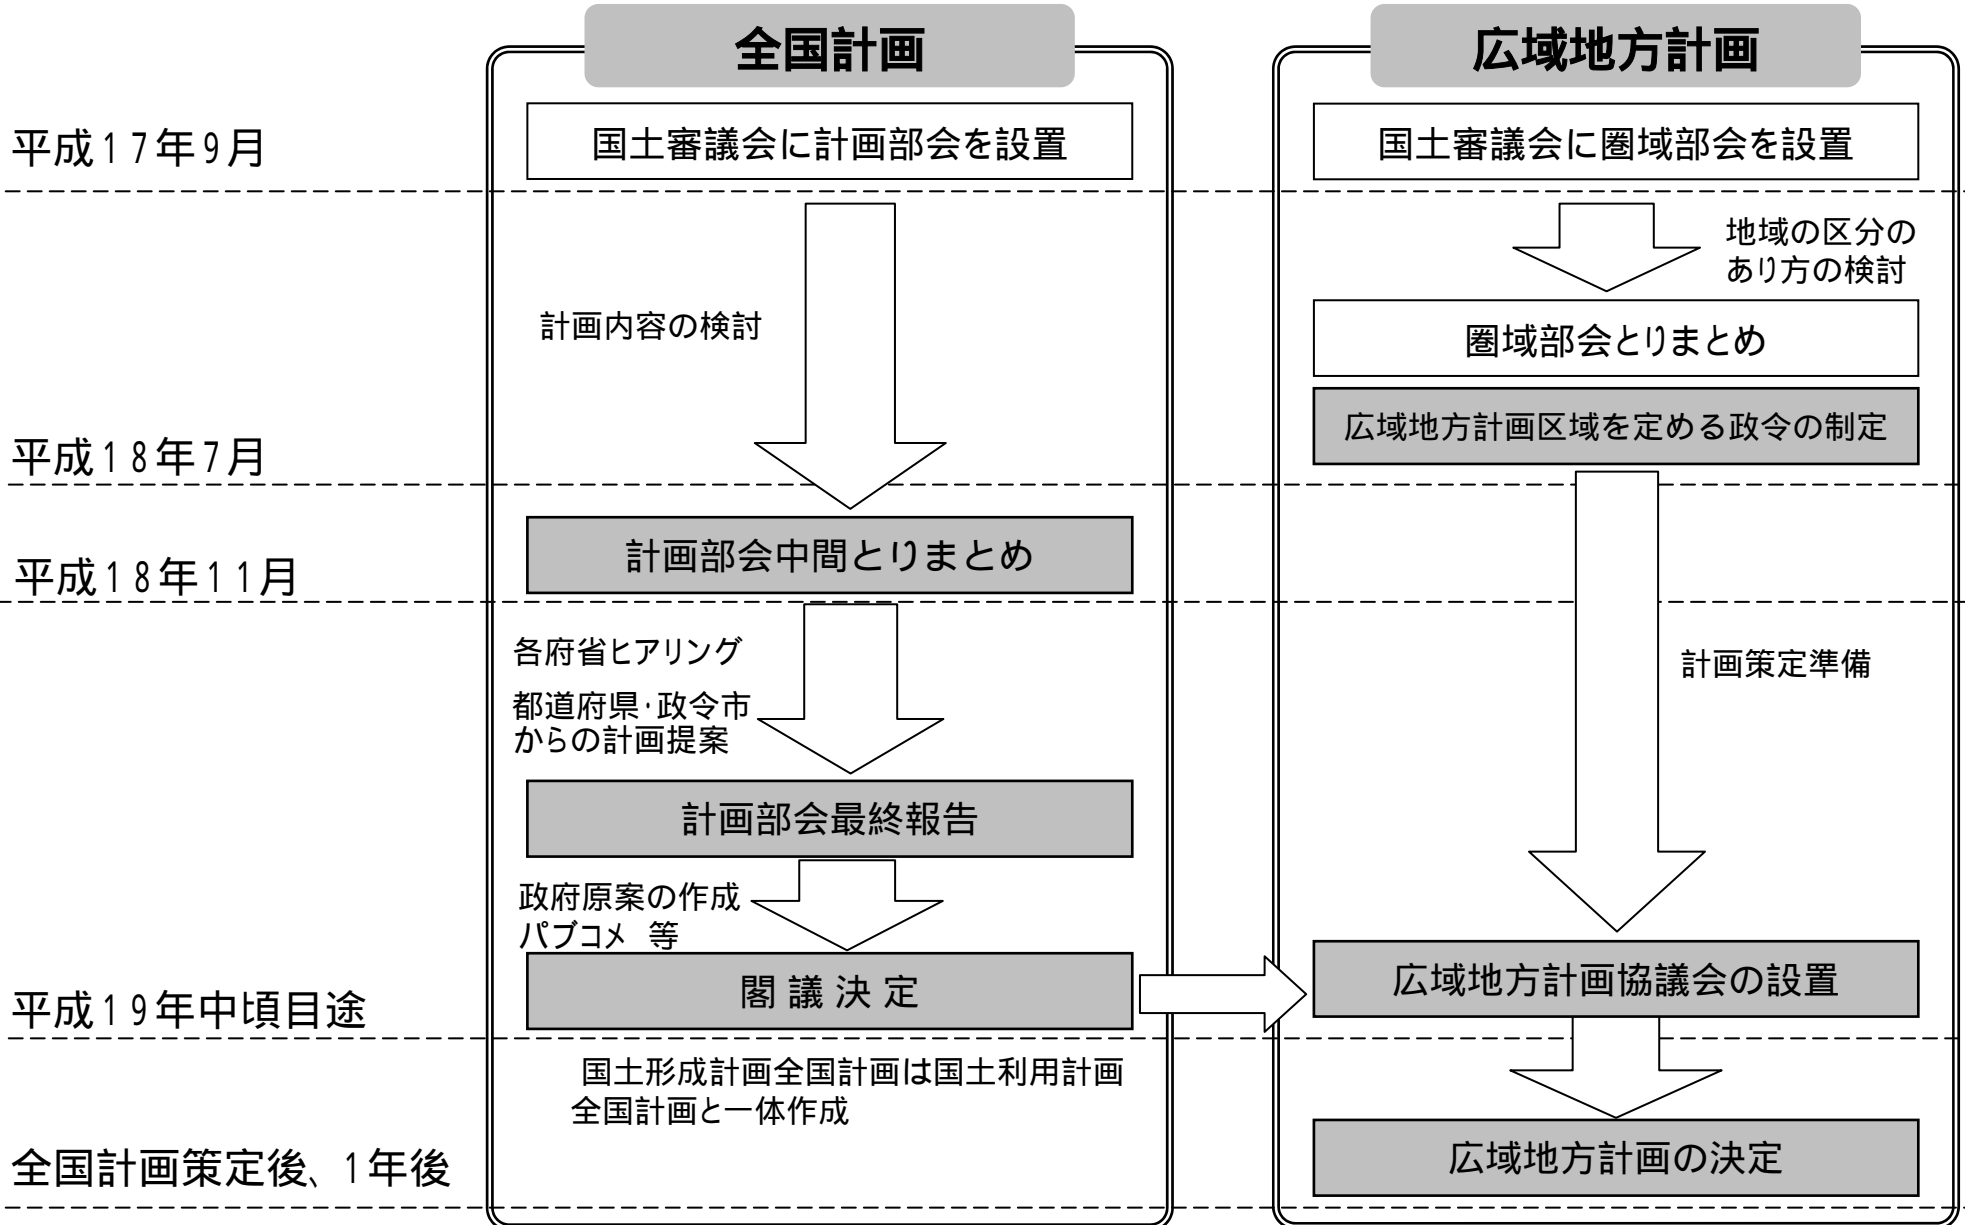 全国計画
広域地方計画
平成17年9月
国土審議会に計画部会を設置
国土審議会に圏域部会を設置
地域の区分の
あり方の検討
計画内容の検討
圏域部会とりまとめ
広域地方計画区域を定める政令の制定
平成18年7月
計画部会中間とりまとめ
平成18年11月
各府省ヒアリング
都道府県・政令市
からの計画提案
計画策定準備
計画部会最終報告
政府原案の作成
パブコメ 等
閣議決定
広域地方計画協議会の設置
平成19年中頃目途
国土形成計画全国計画は国土利用計画
全国計画と一体作成
全国計画策定後、1年後
広域地方計画の決定